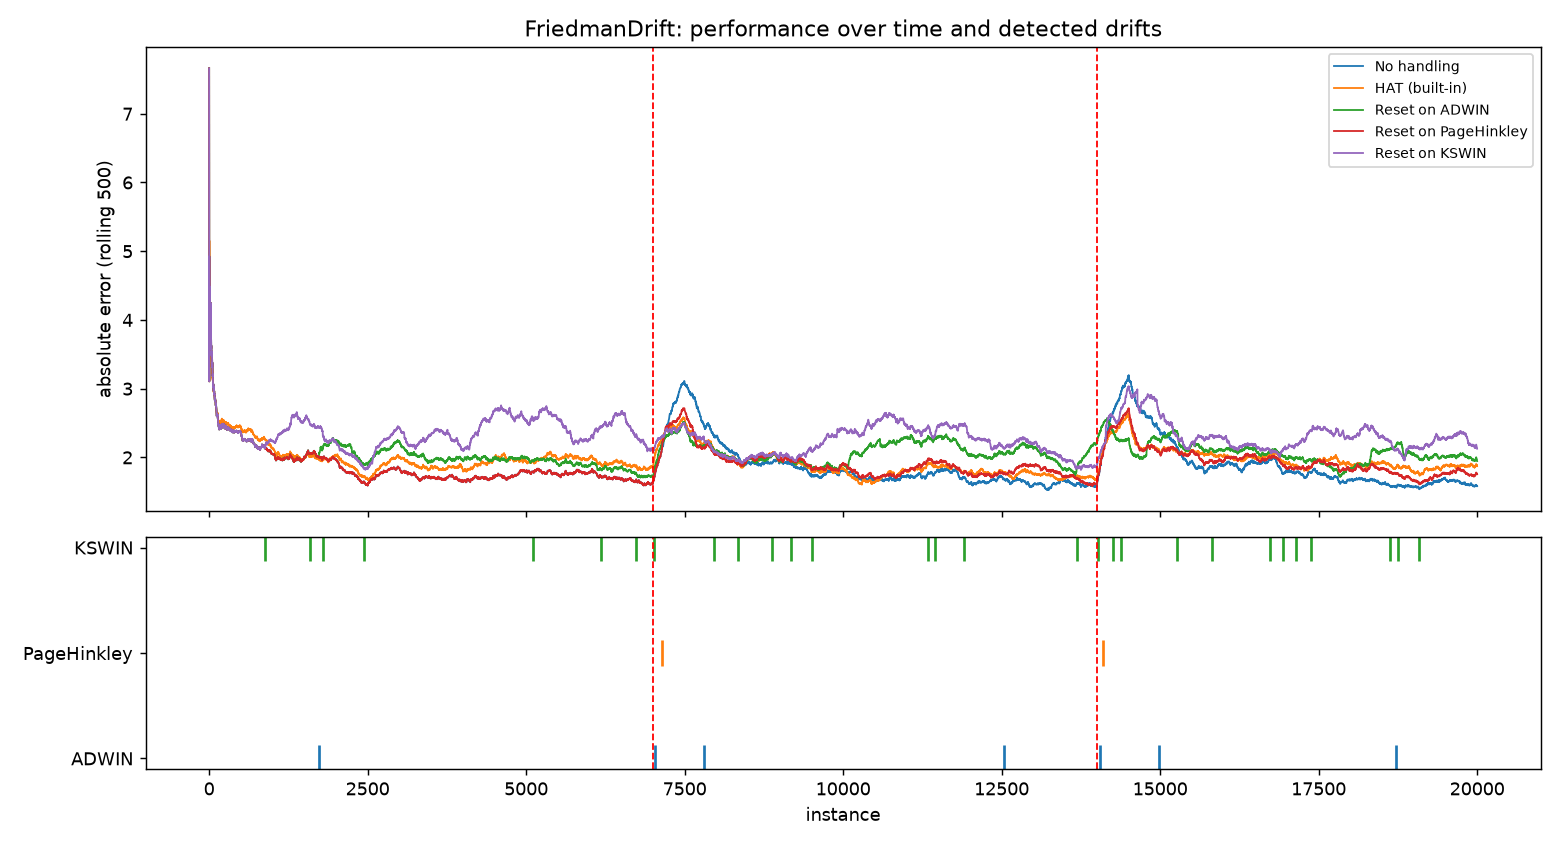 FriedmanDrift: performance over time and detected drifts
absolute error (rolling 500)
7
6
5
4
3
2
No handling
HAT (built-in)
Reset on ADWIN
Reset on PageHinkley
Reset on KSWIN
KSWIN
PageHinkley
ADWIN
0 2500 5000 7500 10000 12500 15000 17500 20000
instance